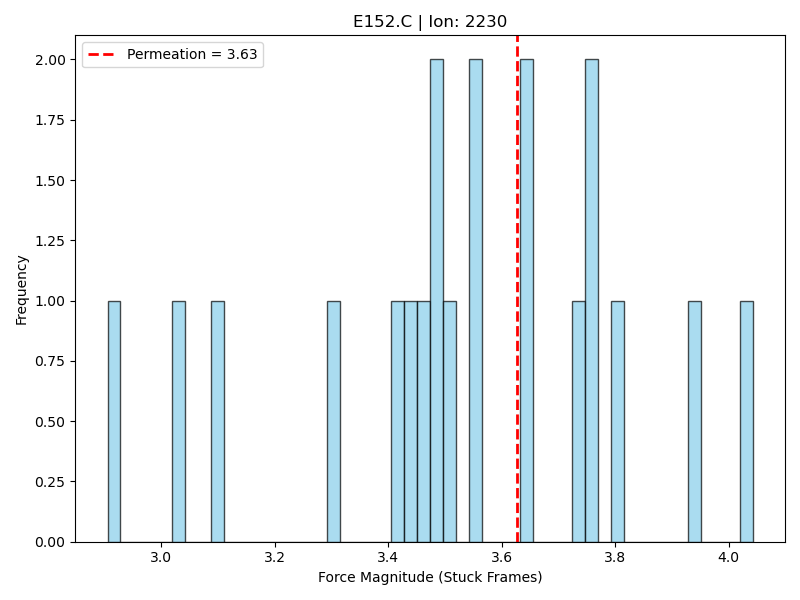 E152.C | Ion: 2230
Permeation = 3.63
Frequency
2.00
1.75
1.50
1.25
1.00
0.75
0.50
0.25
0.00
3.0 3.2 3.4 3.6 3.8 4.0
Force Magnitude (Stuck Frames)